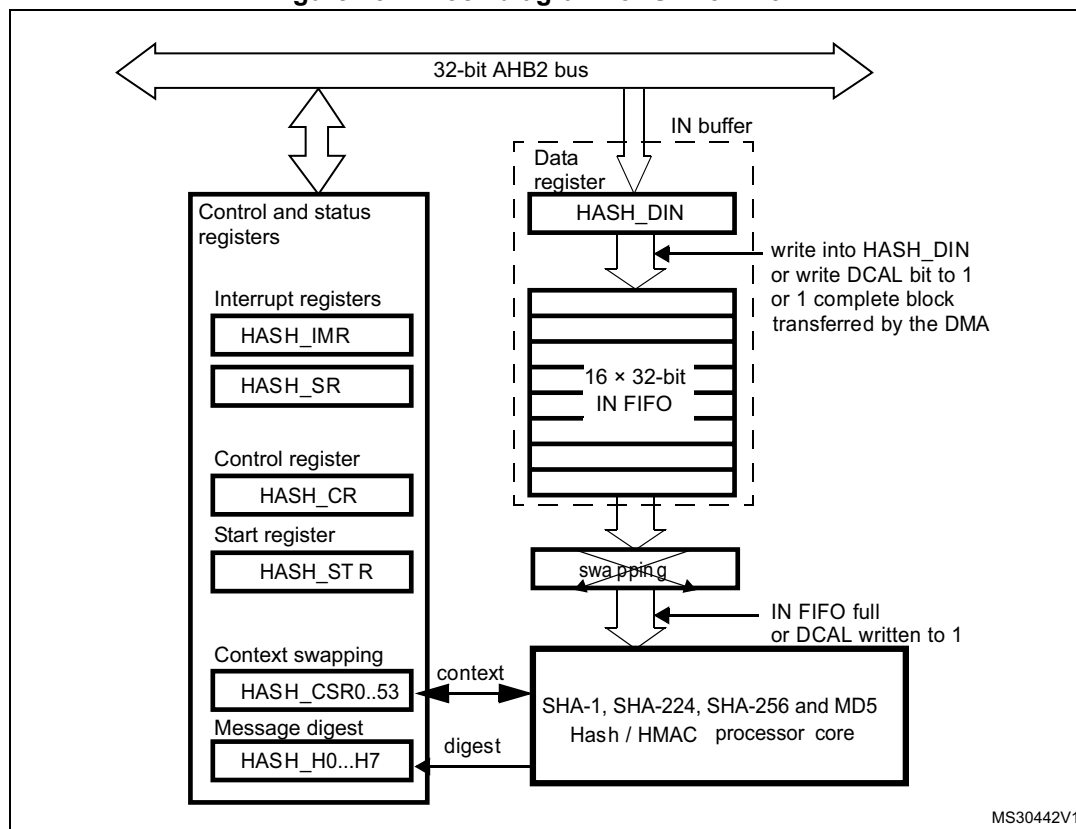 32-bit AHB2 bus
IN buffer
Data
register
HASH_DIN
write into HASH_DIN
or write DCAL bit to 1
or 1 complete block
transferred by the DMA
16 × 32-bit
IN FIFO
swapping
IN FIFO full
or DCAL written to 1
Control and status
registers
Interrupt registers
HASH_IMR
HASH_SR
Control register
HASH_CR
Start register
HASH_STR
Context swapping
HASH_CSR0..53
Message digest
HASH_H0...H7
context
digest
SHA-1, SHA-224, SHA-256 and MD5
Hash / HMAC processor core
MS30442V1